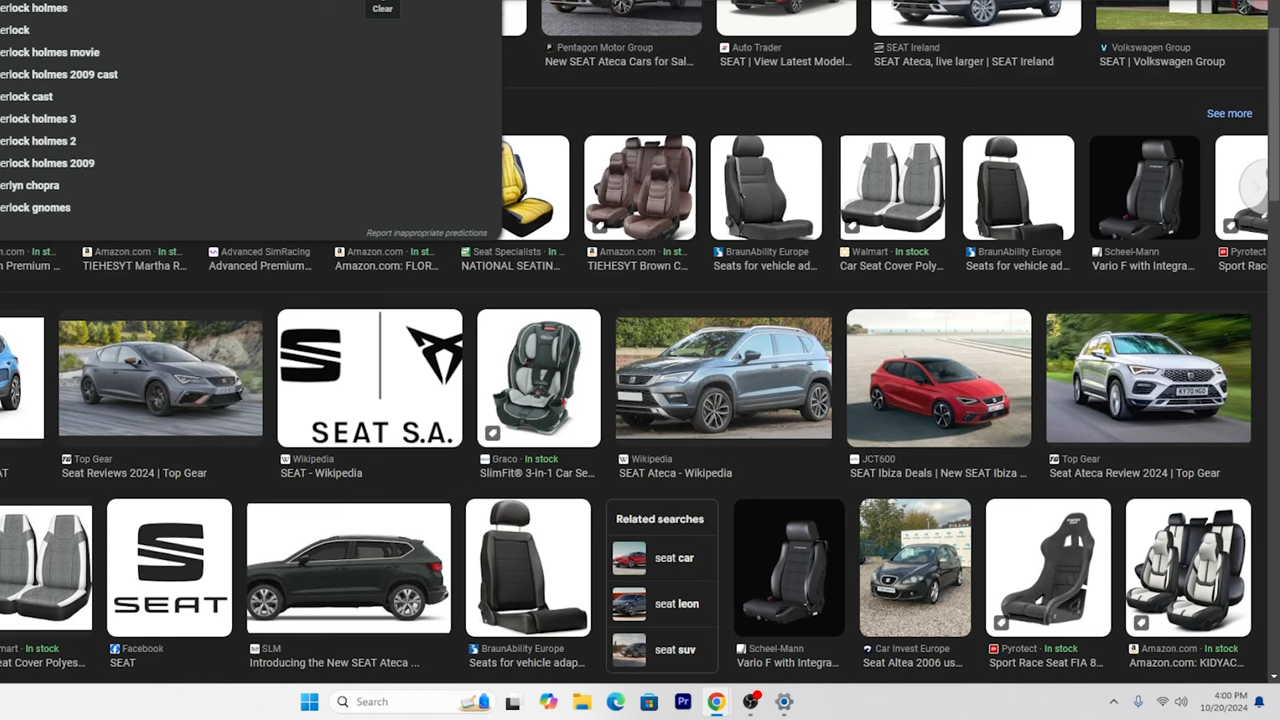 erlock holmes
Clear
erlock
erlock holmes movie
erlock holmes 2009 cast
erlock cast
erlock holmes 3
erlock holmes 2
erlock holmes 2009
erlyn chopra
erlock gnomes
Report inappropriate predictions
Pentagon Motor Group
New SEAT Ateca Cars for Sal...
Auto Trader
SEAT | View Latest Model...
SEAT Ireland
SEAT Ateca, live larger | SEAT Ireland
Volkswagen Group
SEAT | Volkswagen Group
See more
n.com · In st...
n Premium ...
Amazon.com · In st...
TIEHESYT Martha R...
Advanced SimRacing
Advanced Premium...
Amazon.com · In st...
Amazon.com: FLOR...
Seat Specialists · In ...
NATIONAL SEATIN...
Amazon.com · In st...
TIEHESYT Brown C...
BraunAbility Europe
Seats for vehicle ad...
Walmart · In stock
Car Seat Cover Poly...
BraunAbility Europe
Seats for vehicle ad...
Scheel-Mann
Vario F with Integra...
Pyrotect
Sport Race
AT
Top Gear
Seat Reviews 2024 | Top Gear
SEAT S.A.
Wikipedia
SEAT - Wikipedia
Graco · In stock
SlimFit® 3-in-1 Car Se...
Wikipedia
SEAT Ateca - Wikipedia
JCT600
SEAT Ibiza Deals | New SEAT Ibiza ...
KY70 HGO
Top Gear
Seat Ateca Review 2024 | Top Gear
mart · In stock
eat Cover Polyes...
SEAT
Facebook
SEAT
SLM
Introducing the New SEAT Ateca ...
BraunAbility Europe
Seats for vehicle adap...
Related searches
seat car
seat leon
seat suv
Scheel-Mann
Vario F with Integra...
Car Invest Europe
Seat Altea 2006 us...
Pyrotect · In stock
Sport Race Seat FIA 8...
Amazon.com · In stock
Amazon.com: KIDYAC...
Search
Pr
4:00 PM
10/20/2024